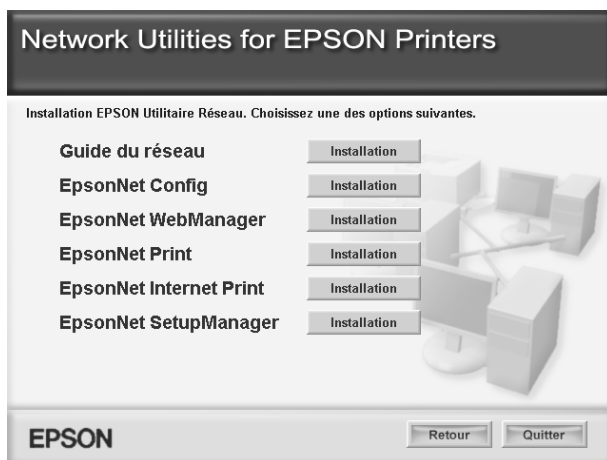 Network Utilities for EPSON Printers
Installation EPSON Utilitaire Réseau. Choisissez une des options suivantes.
Guide du réseau Installation
EpsonNet Config Installation
EpsonNet WebManager Installation
EpsonNet Print Installation
EpsonNet Internet Print Installation
EpsonNet SetupManager Installation
EPSON Retour Quitter